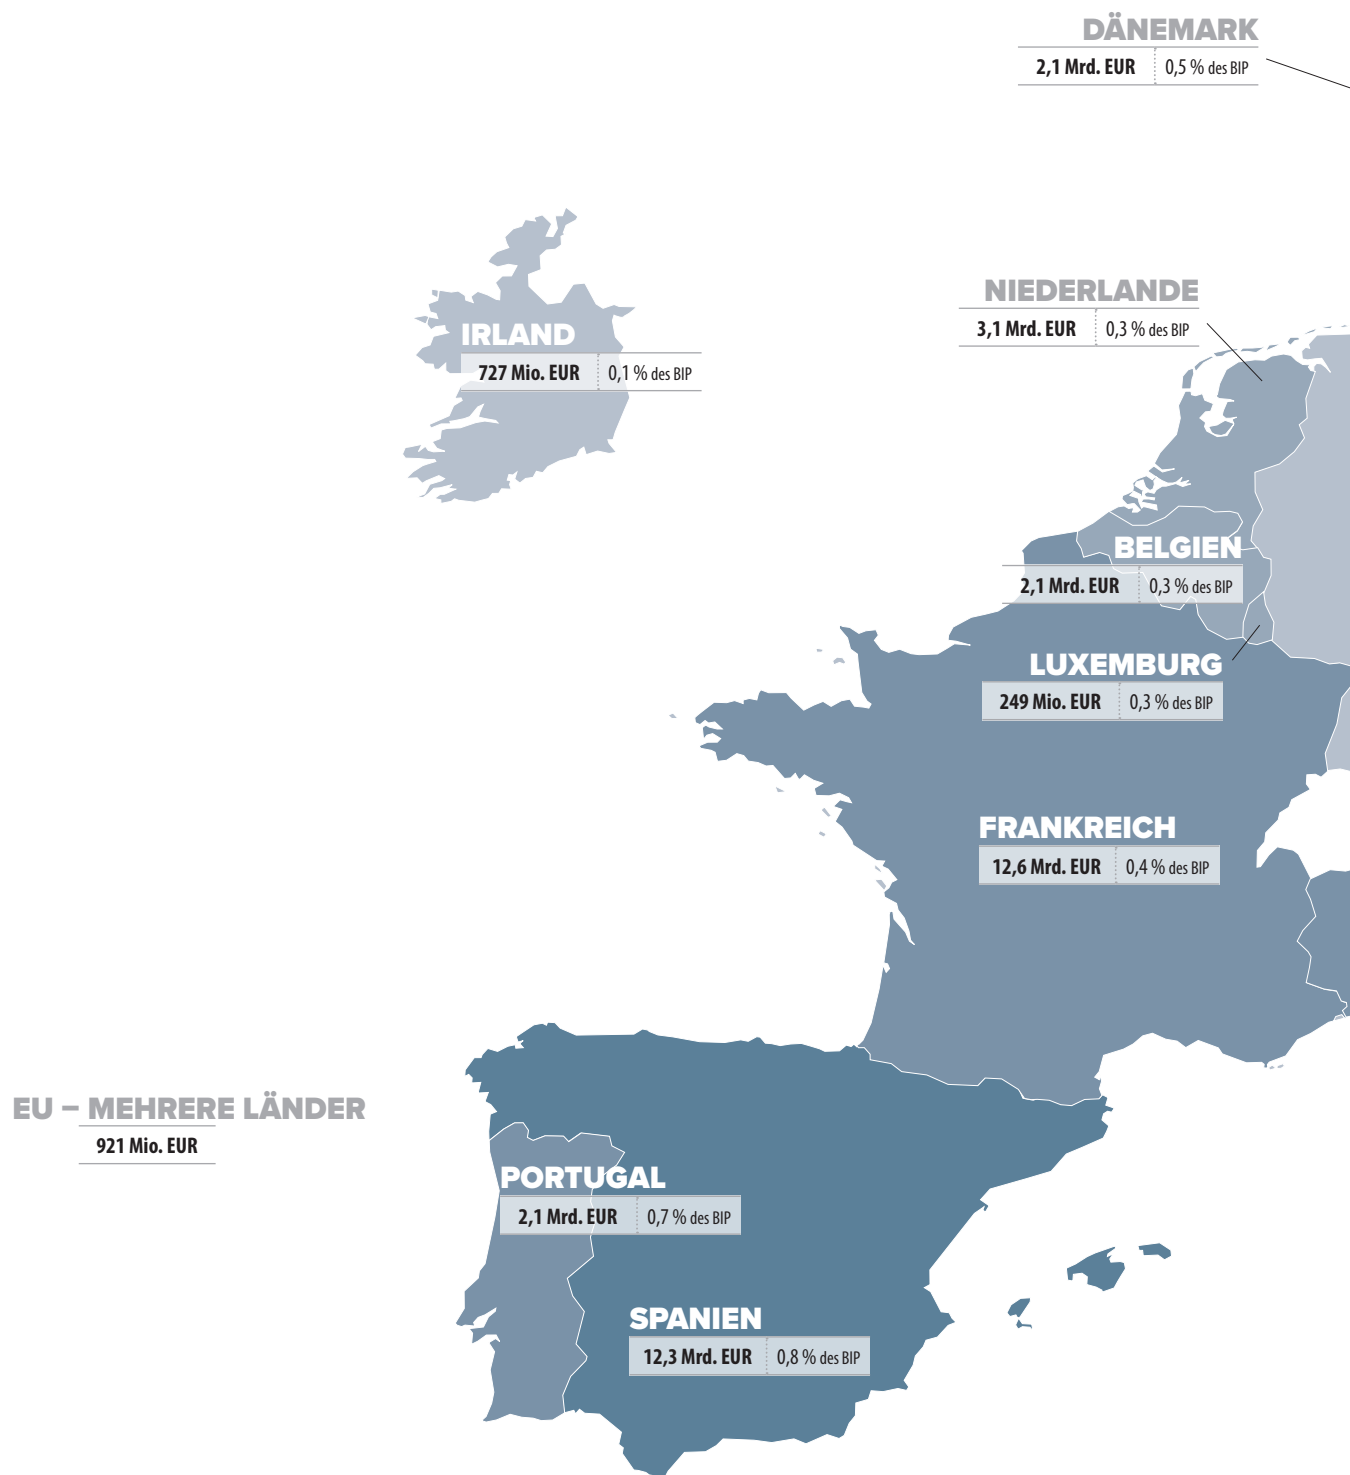 DÄNEMARK
2,1 Mrd. EUR 0,5 % des BIP
NIEDERLANDE
3,1 Mrd. EUR 0,3 % des BIP
IRLAND
727 Mio. EUR 0,1 % des BIP
BELGIEN
2,1 Mrd. EUR 0,3 % des BIP
LUXEMBURG
249 Mio. EUR 0,3 % des BIP
FRANKREICH
12,6 Mrd. EUR 0,4 % des BIP
EU – MEHRERE LÄNDER
921 Mio. EUR
PORTUGAL
2,1 Mrd. EUR 0,7 % des BIP
SPANIEN
12,3 Mrd. EUR 0,8 % des BIP